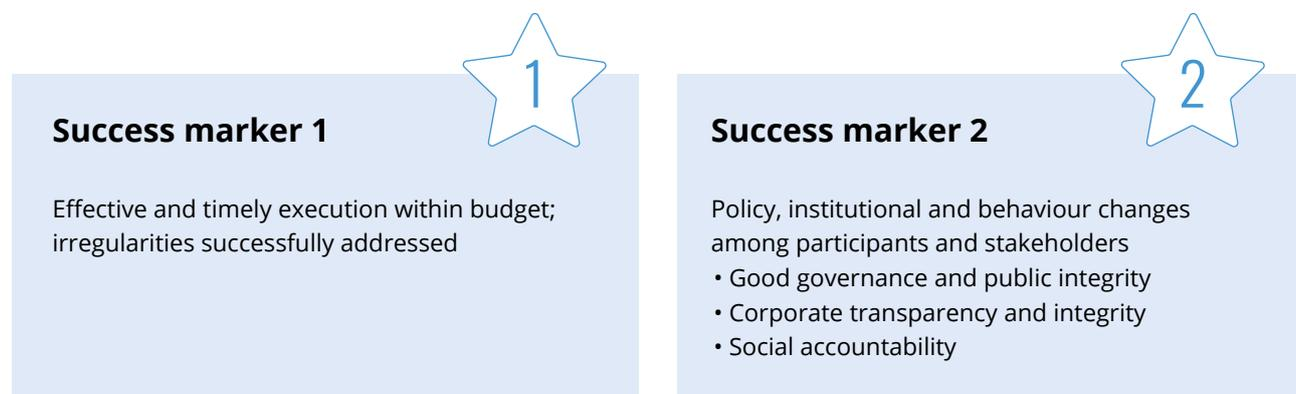 1
Success marker 1
Effective and timely execution within budget;
irregularities successfully addressed
2
Success marker 2
Policy, institutional and behaviour changes
among participants and stakeholders
• Good governance and public integrity
• Corporate transparency and integrity
• Social accountability